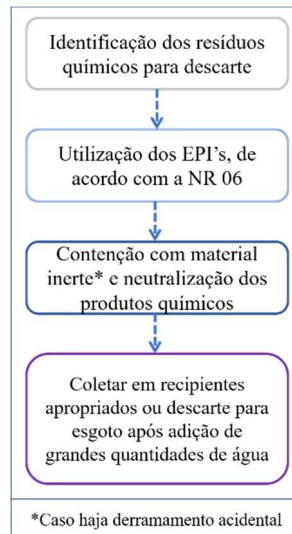 Identificação dos resíduos
químicos para descarte
Utilização dos EPI's, de
acordo com a NR 06
Contenção com material
inerte* e neutralização dos
produtos químicos
Coletar em recipientes
apropriados ou descarte para
esgoto após adição de
grandes quantidades de água
*Caso haja derramamento acidental